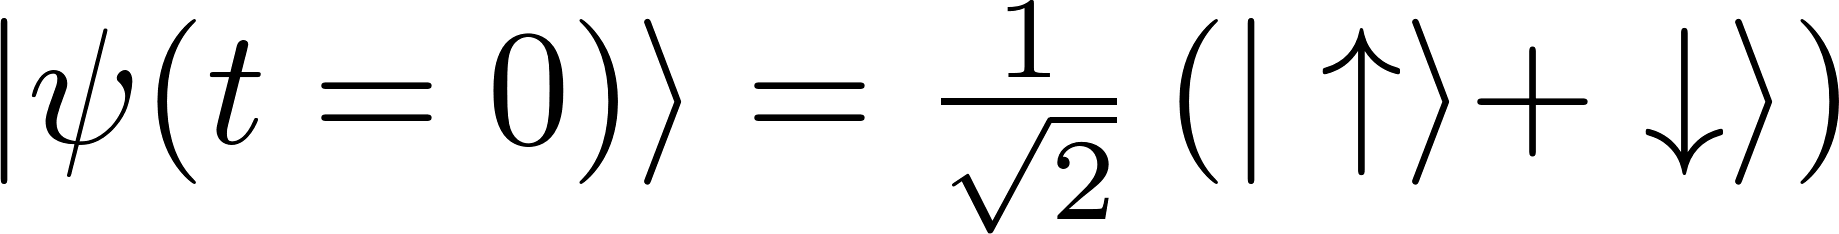 |ψ(t = 0)⟩ = 1/√2 (| ↑⟩+ ↓⟩)